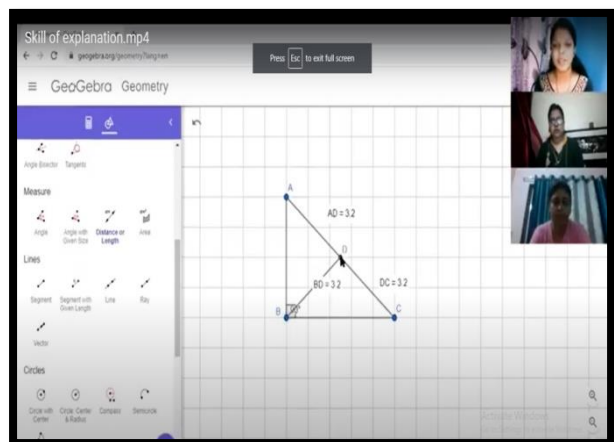 Skill of explanation.mp4
geogebra.org/geometry?lang=en
Press Esc to exit full screen
GeoGebra Geometry
Angle Bisector Tangents
Measure
Angle Angle with Given Size Distance or Length Area
Lines
Segment Segment with Given Length Line Ray
Vector
Circles
Circle with Center Circle: Center & Radius Compass Semicircle
A
AD = 3.2
D
BD = 3.2
DC = 3.2
B
C